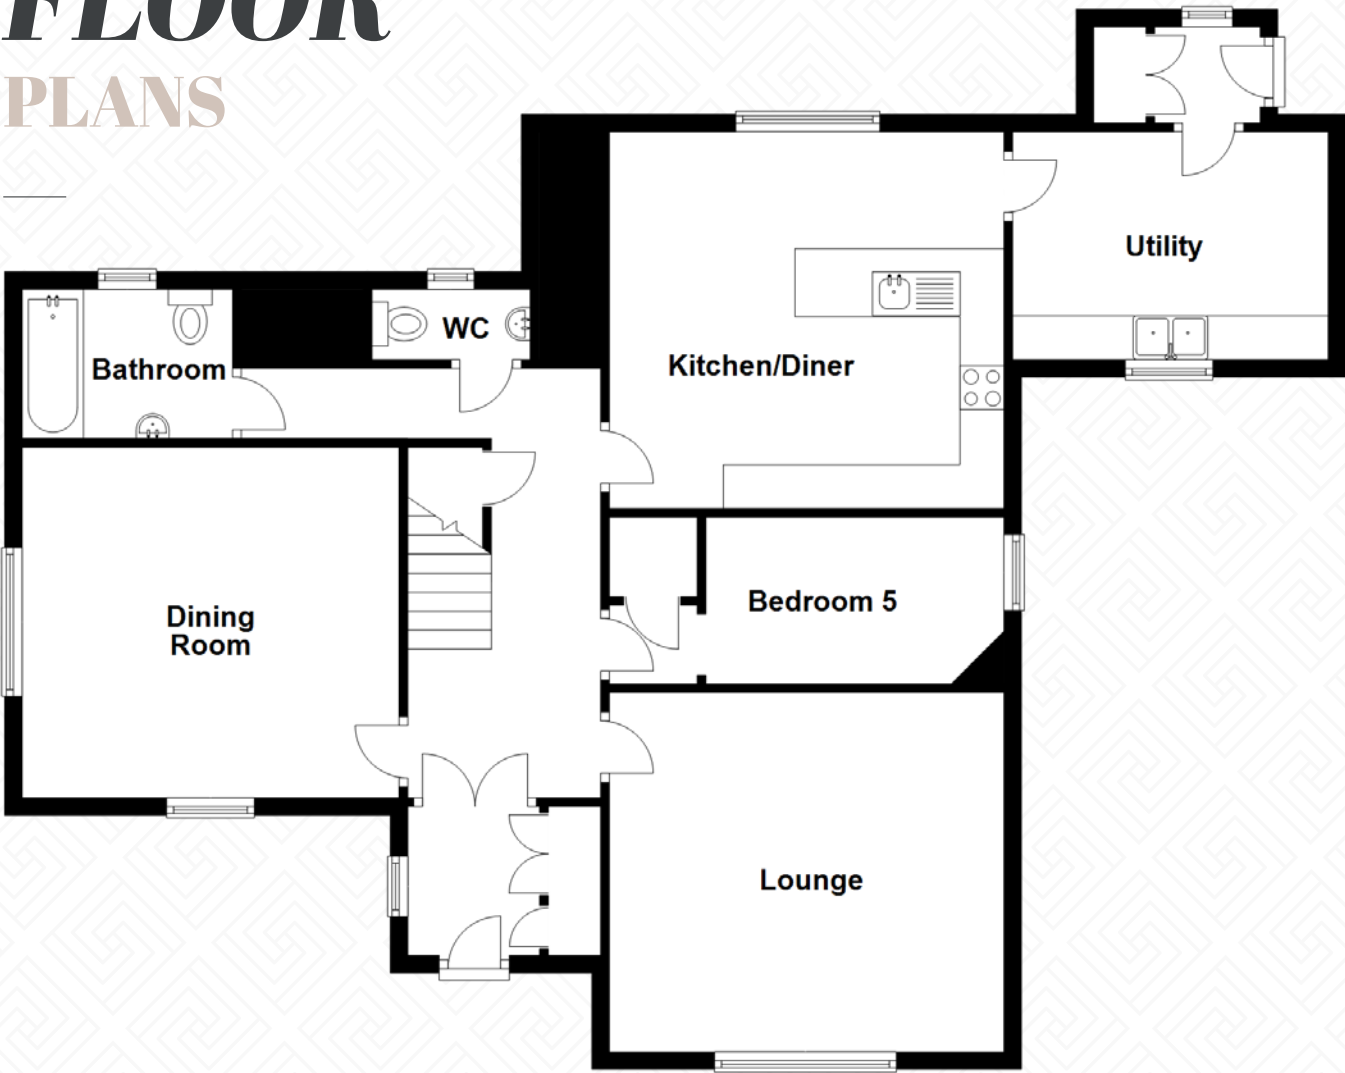 FLOOR
PLANS
Utility
WC
Bathroom
Kitchen/Diner
Bedroom 5
Dining
Room
Lounge